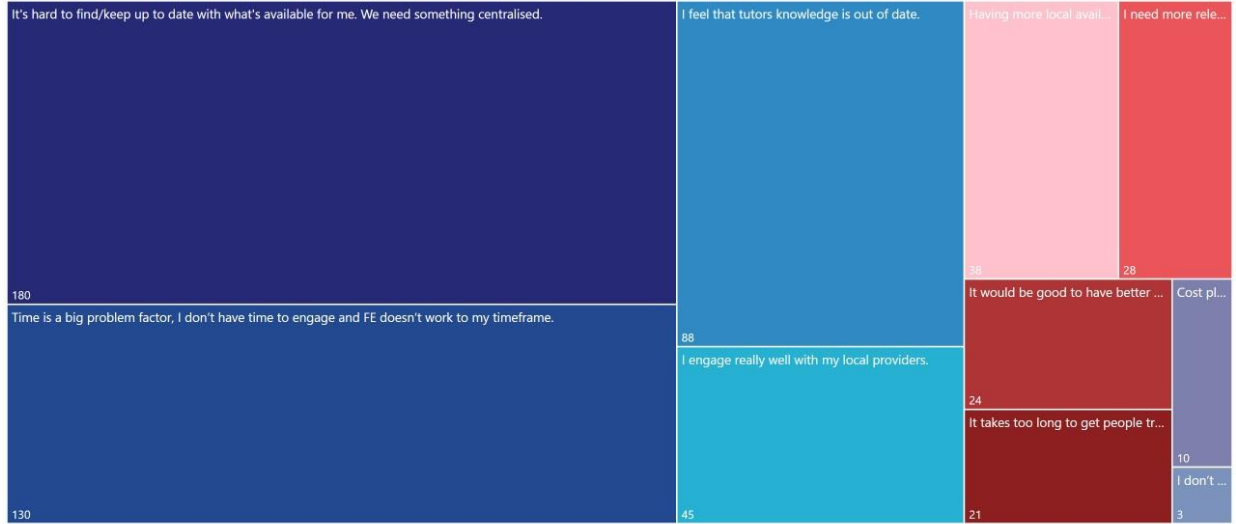 It's hard to find/keep up to date with what's available for me. We need something centralised.
180
Time is a big problem factor, I don't have time to engage and FE doesn't work to my timeframe.
130
I feel that tutors knowledge is out of date.
88
I engage really well with my local providers.
45
Having more local avail...
38
I need more rele...
28
It would be good to have better ...
24
It takes too long to get people tr...
21
Cost pl...
10
I don't ...
3